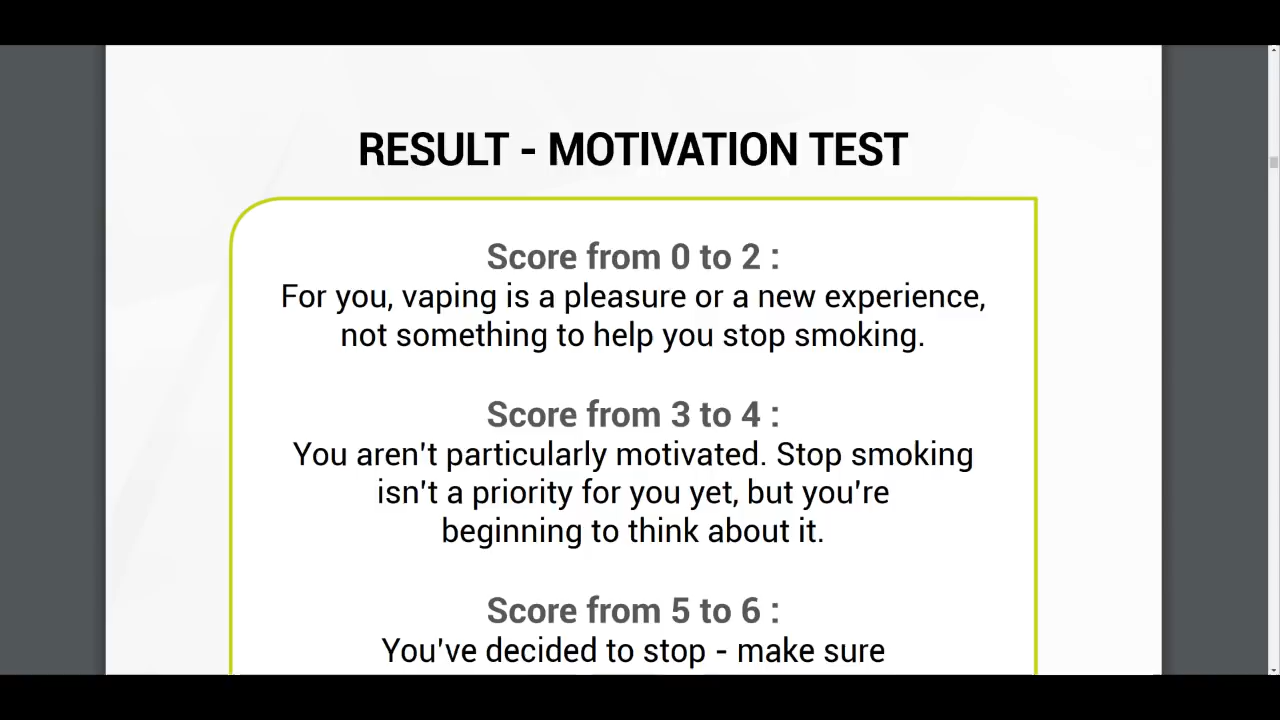 RESULT - MOTIVATION TEST
Score from 0 to 2 :
For you, vaping is a pleasure or a new experience,
not something to help you stop smoking.
Score from 3 to 4 :
You aren't particularly motivated. Stop smoking
isn't a priority for you yet, but you're
beginning to think about it.
Score from 5 to 6 :
You've decided to stop - make sure